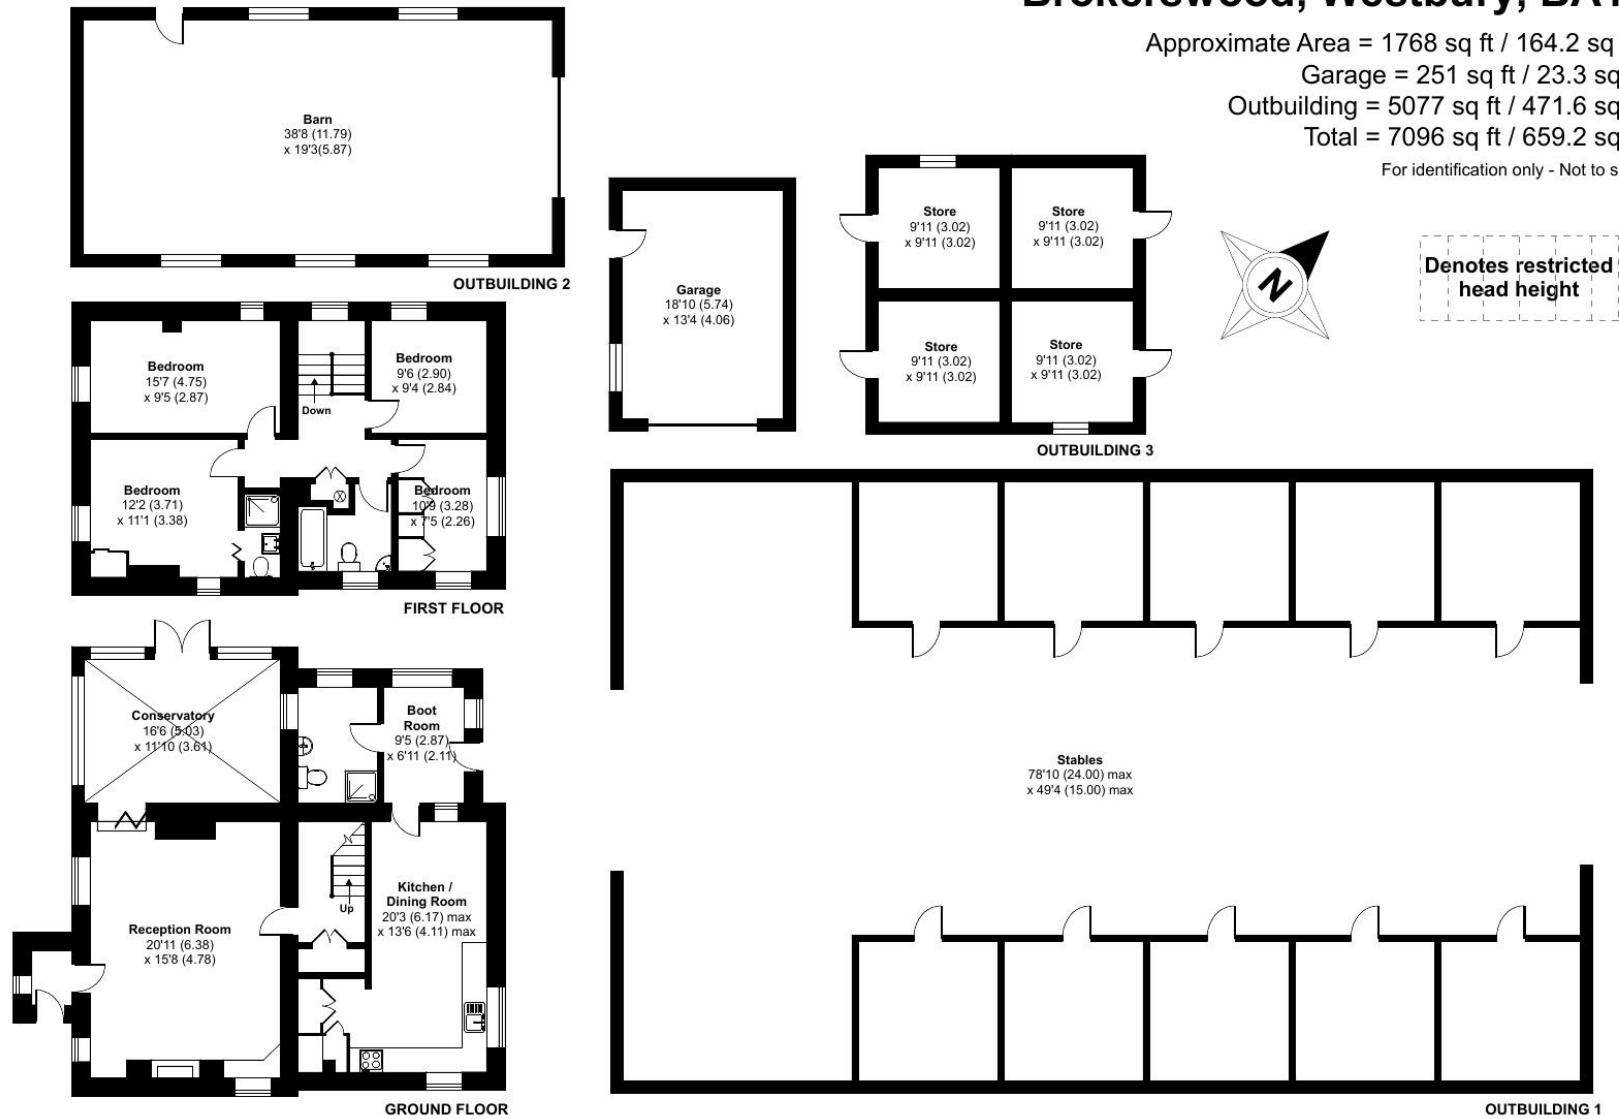 Brokerswood, Westbury, BA1
Approximate Area = 1768 sq ft / 164.2 sq
Garage = 251 sq ft / 23.3 sq
Outbuilding = 5077 sq ft / 471.6 sq
Total = 7096 sq ft / 659.2 sq
For identification only - Not to s
Barn
38'8 (11.79)
x 19'3(5.87)
OUTBUILDING 2
Garage
18'10 (5.74)
x 13'4 (4.06)
Store
9'11 (3.02)
x 9'11 (3.02)
Store
9'11 (3.02)
x 9'11 (3.02)
Store
9'11 (3.02)
x 9'11 (3.02)
Store
9'11 (3.02)
x 9'11 (3.02)
OUTBUILDING 3
N
Denotes restricted
head height
Bedroom
15'7 (4.75)
x 9'5 (2.87)
Bedroom
9'6 (2.90)
x 9'4 (2.84)
Down
Bedroom
12'2 (3.71)
x 11'1 (3.38)
Bedroom
10'9 (3.28)
x 7'5 (2.26)
FIRST FLOOR
Conservatory
16'6 (5.03)
x 11'10 (3.61)
Boot
Room
9'5 (2.87)
x 6'11 (2.11)
Kitchen /
Dining Room
20'3 (6.17) max
x 13'6 (4.11) max
Up
Reception Room
20'11 (6.38)
x 15'8 (4.78)
GROUND FLOOR
Stables
78'10 (24.00) max
x 49'4 (15.00) max
OUTBUILDING 1